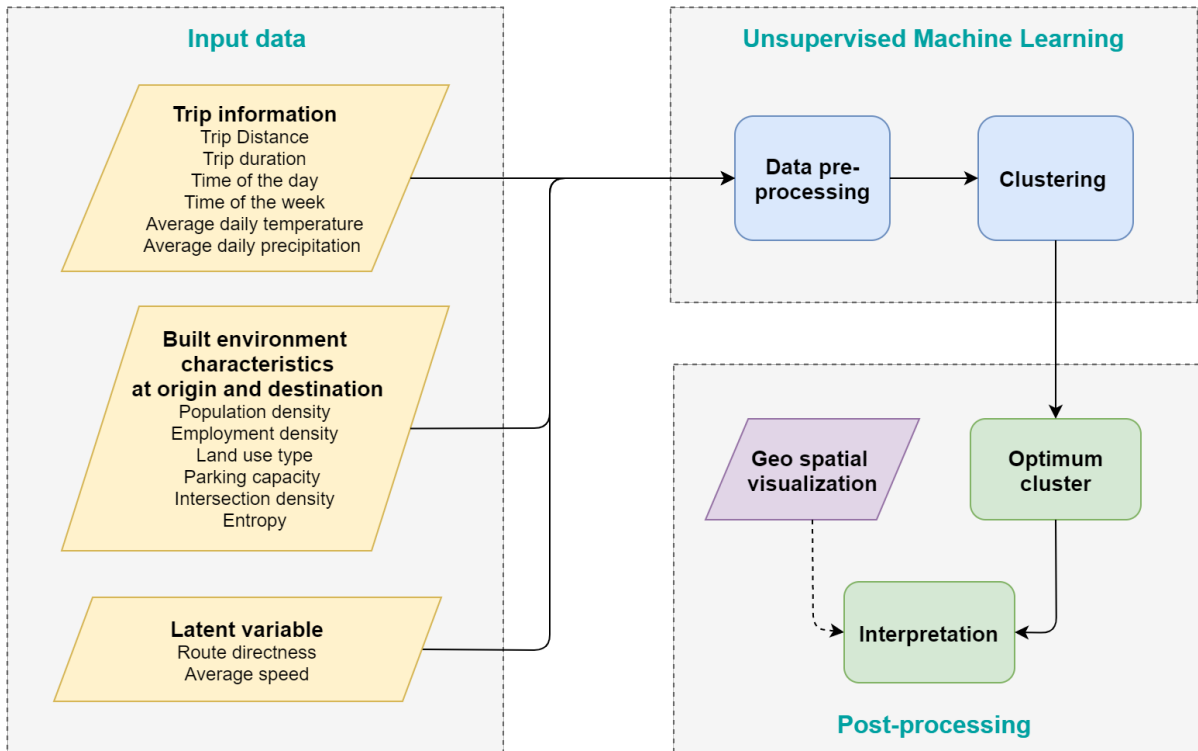 Input data
Trip information
Trip Distance
Trip duration
Time of the day
Time of the week
Average daily temperature
Average daily precipitation
Built environment
characteristics
at origin and destination
Population density
Employment density
Land use type
Parking capacity
Intersection density
Entropy
Latent variable
Route directness
Average speed
Unsupervised Machine Learning
Data pre-
processing
Clustering
Geo spatial
visualization
Optimum
cluster
Interpretation
Post-processing